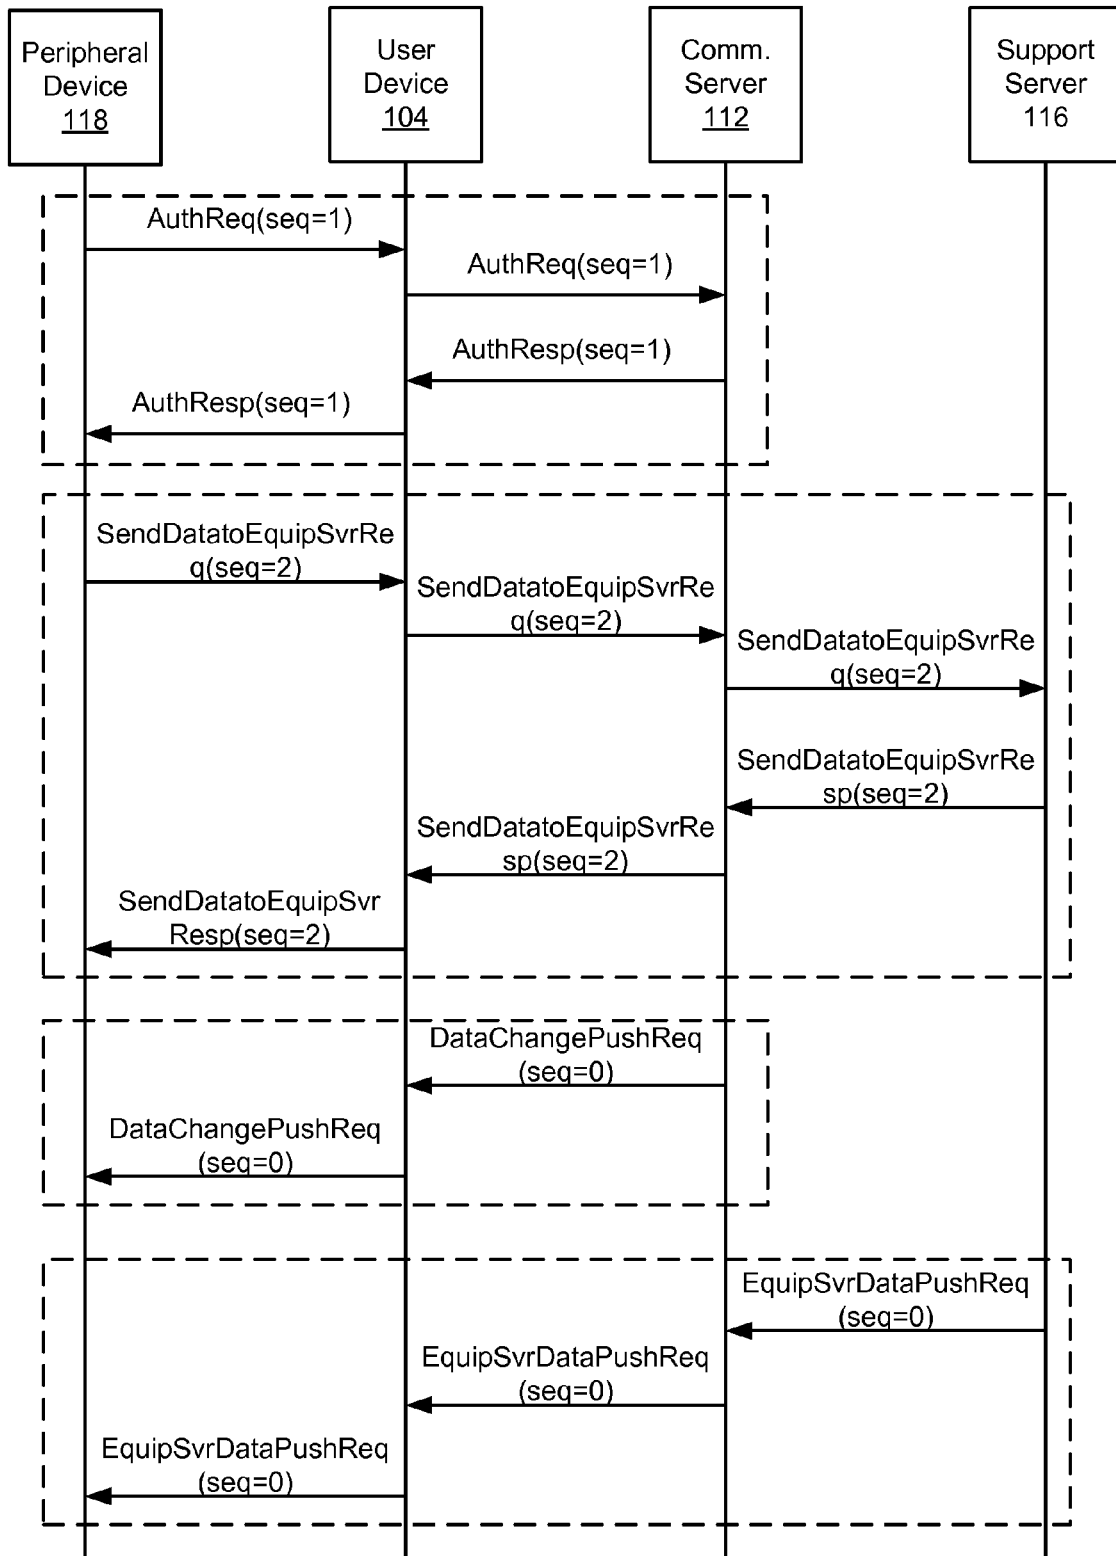 Peripheral
Device
118
User
Device
104
Comm.
Server
112
Support
Server
116
AuthReq(seq=1)
AuthReq(seq=1)
AuthResp(seq=1)
AuthResp(seq=1)
SendDatatoEquipSvrRe
q(seq=2)
SendDatatoEquipSvrRe
q(seq=2)
SendDatatoEquipSvrRe
q(seq=2)
SendDatatoEquipSvrRe
sp(seq=2)
SendDatatoEquipSvrRe
sp(seq=2)
SendDatatoEquipSvr
Resp(seq=2)
DataChangePushReq
(seq=0)
DataChangePushReq
(seq=0)
EquipSvrDataPushReq
(seq=0)
EquipSvrDataPushReq
(seq=0)
EquipSvrDataPushReq
(seq=0)